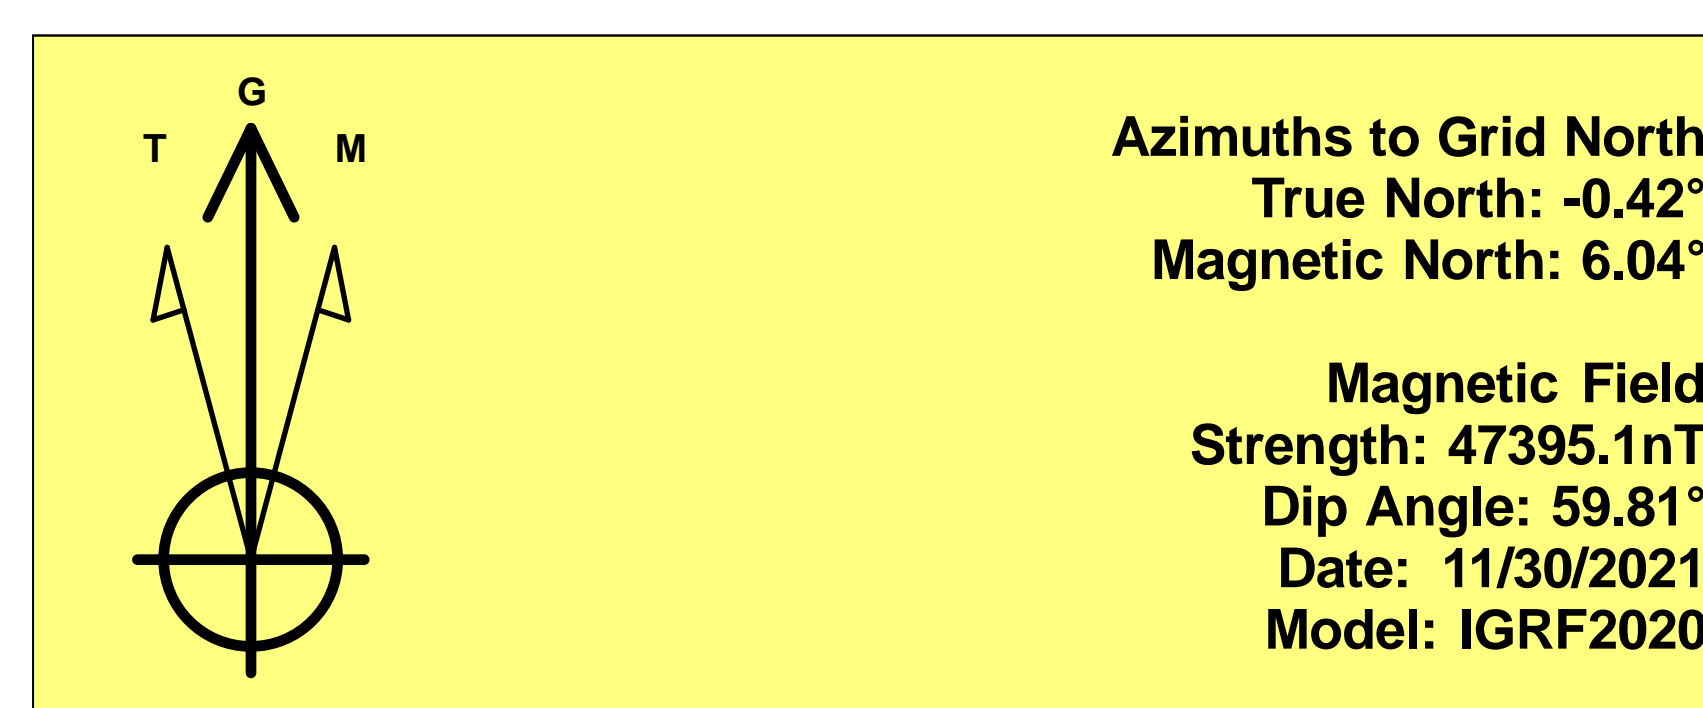 G
T M
Azimuths to Grid North
True North: -0.42°
Magnetic North: 6.04°
Magnetic Field
Strength: 47395.1nT
Dip Angle: 59.81°
Date: 11/30/2021
Model: IGRF2020